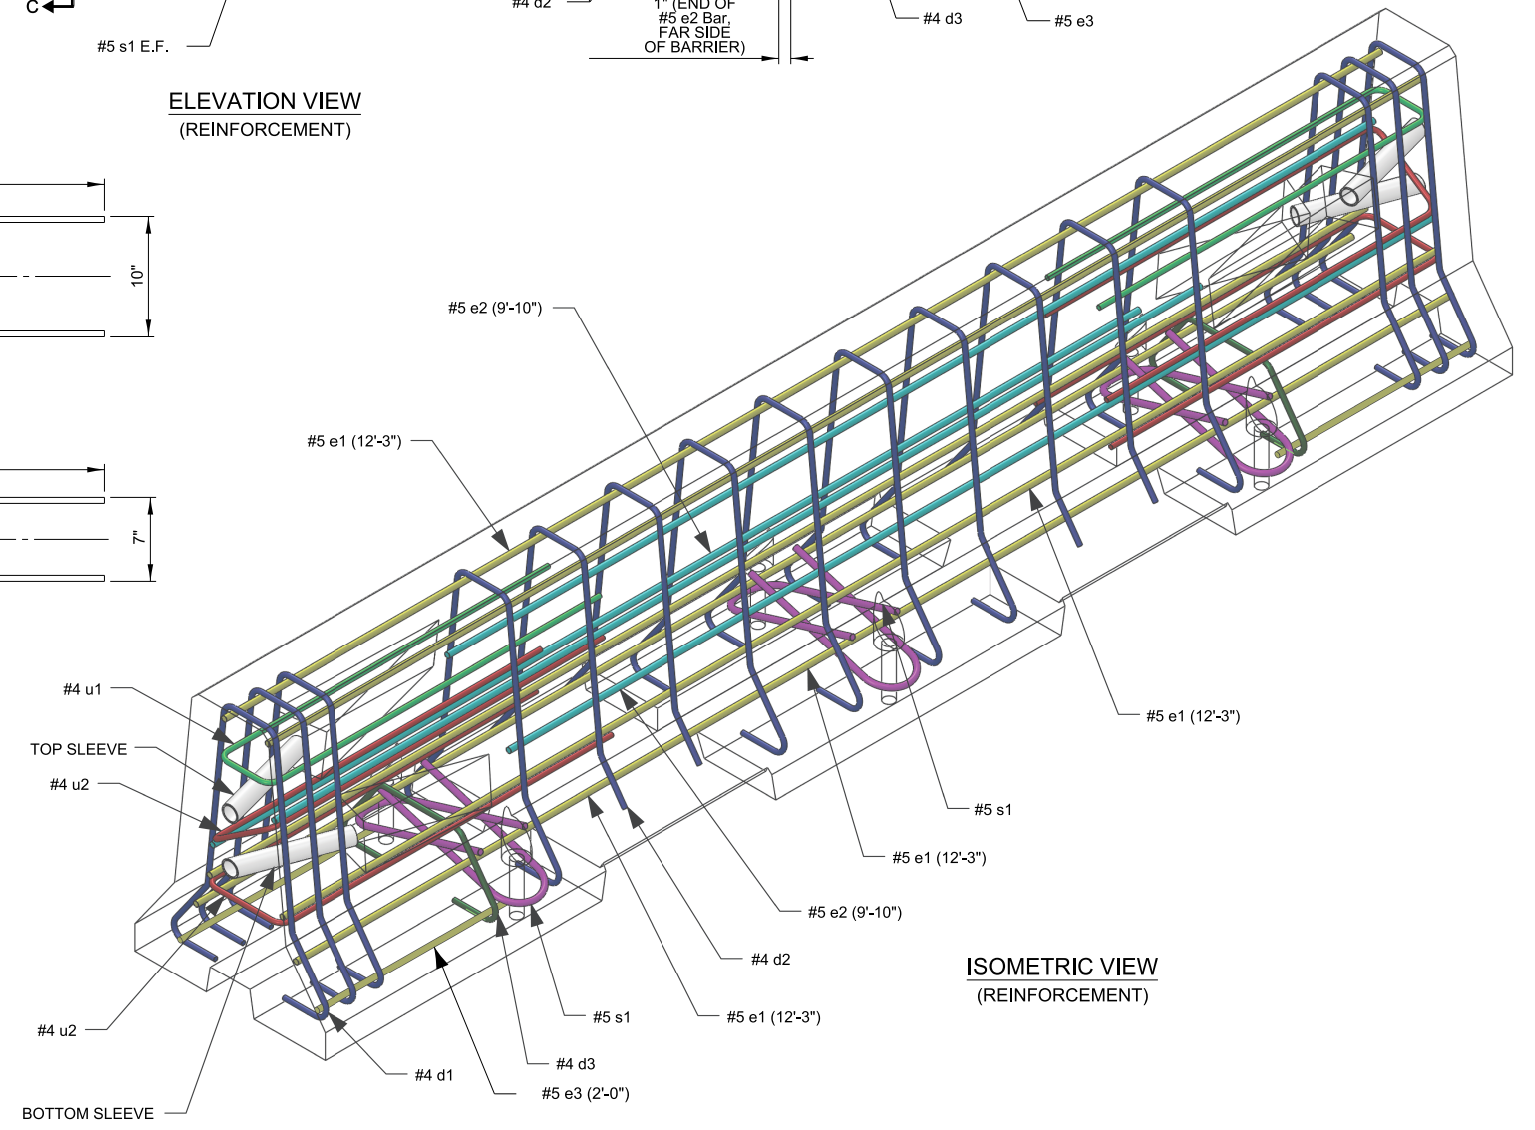 C
#4 d2
1" (END OF
#5 e2 Bar,
FAR SIDE
OF BARRIER)
#4 d3
#5 e3
#5 s1 E.F.
ELEVATION VIEW
(REINFORCEMENT)
10"
7"
#5 e2 (9'-10")
#5 e1 (12'-3")
#4 u1
TOP SLEEVE
#4 u2
#5 e1 (12'-3")
#5 s1
#5 e1 (12'-3")
#5 e2 (9'-10")
#4 d2
ISOMETRIC VIEW
(REINFORCEMENT)
#5 s1
#5 e1 (12'-3")
#4 u2
#4 d3
#4 d1
#5 e3 (2'-0")
BOTTOM SLEEVE